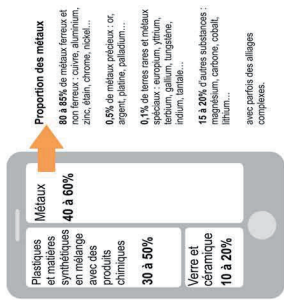 Plastiques
et matières
synthétiques
en mélange
avec des
produits
chimiques
30 à 50%
Métaux
40 à 60%
Verre et
céramique
10 à 20%
Proportion des métaux
80 à 85% de métaux ferreux et
non ferreux : cuivre, aluminium,
zinc, étain, chrome, nickel...
0,5% de métaux précieux : or,
argent, platine, palladium...
0,1% de terres rares et métaux
spéciaux : europium, yttrium,
terbium, gallium, tungstène,
indium, tantale...
15 à 20% d'autres substances :
magnésium, carbone, cobalt,
lithium...
avec parfois des alliages
complexes.